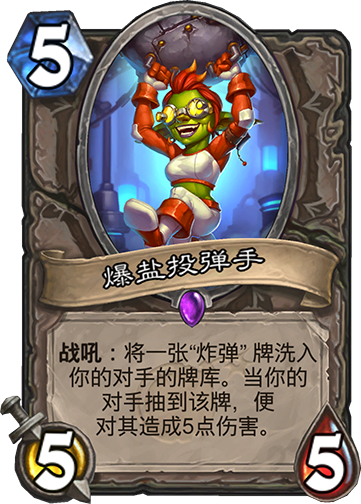 5
爆盐投弹手
战吼：将一张“炸弹” 牌洗入
你的对手的牌库。当你的
对手抽到该牌，便
对其造成5点伤害。
5
5